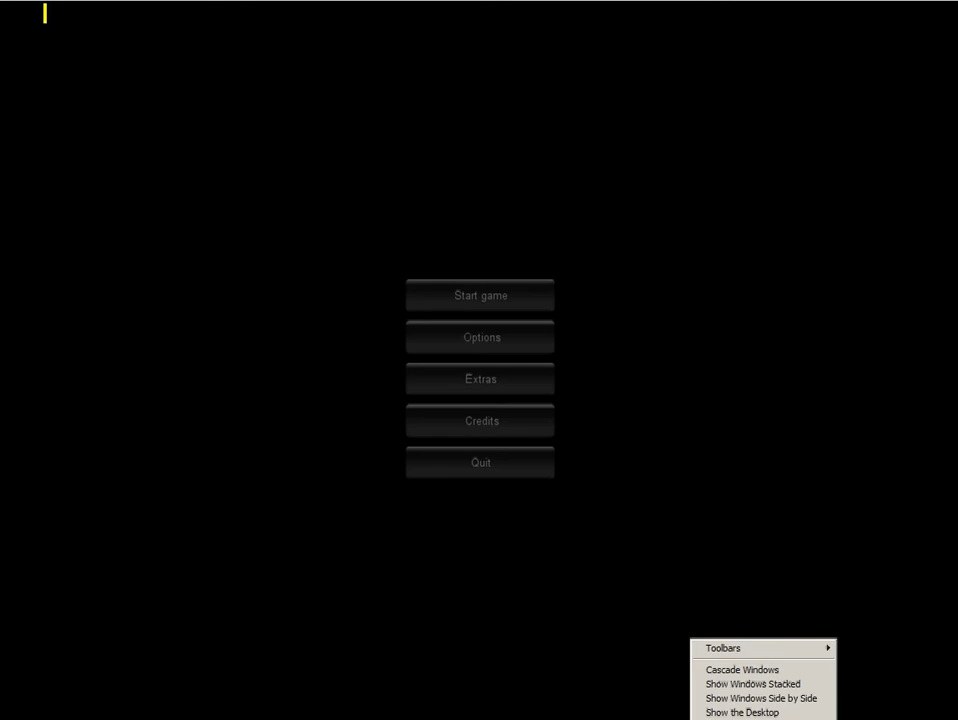 Start game
Options
Extras
Credits
Quit
Toolbars
Cascade Windows
Show Windows Stacked
Show Windows Side by Side
Show the Desktop